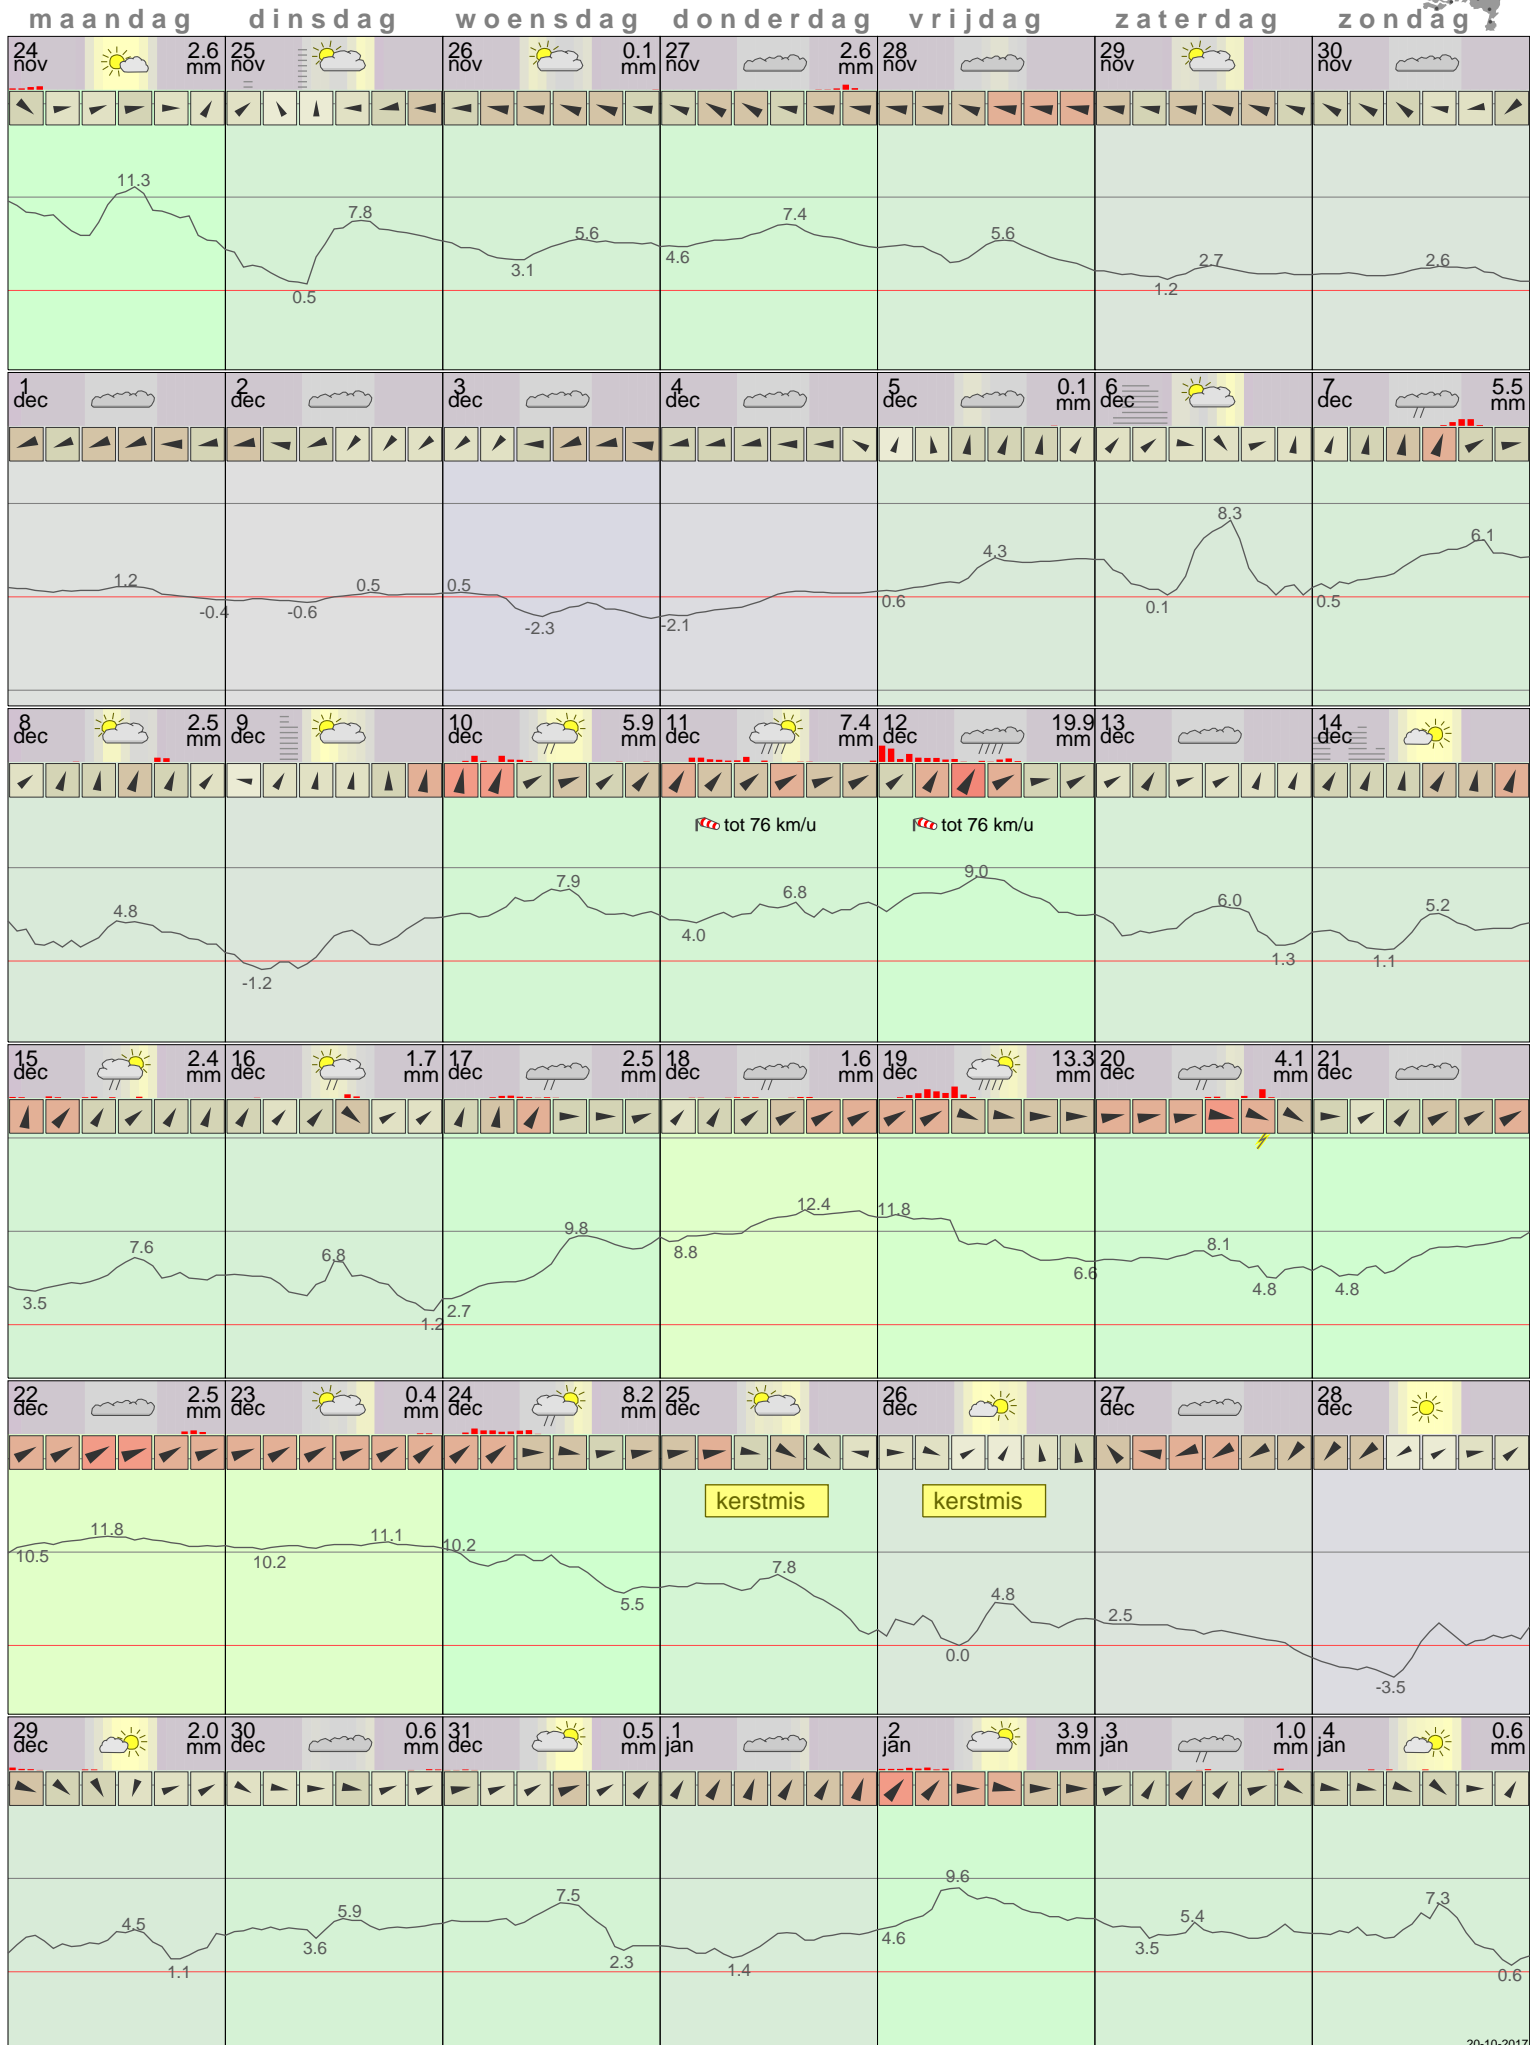 maandag dinsdag woensdag donderdag vrijdag zaterdag zondag
24 nov 2.6 mm 25 nov 26 nov 0.1 mm 27 nov 2.6 mm 28 nov 29 nov 30 nov
11.3 0.5 7.8 3.1 5.6 4.6 7.4 5.6 1.2 2.7 2.6
1 dec 2 dec 3 dec 4 dec 5 dec 0.1 mm 6 dec 7 dec 5.5 mm
1.2 -0.4 -0.6 0.5 0.5 -2.3 -2.1 0.6 4.3 0.1 8.3 0.5 6.1
8 dec 2.5 mm 9 dec 10 dec 5.9 mm 11 dec 7.4 mm 12 dec 19.9 mm 13 dec 14 dec
tot 76 km/u tot 76 km/u
4.8 -1.2 7.9 4.0 6.8 9.0 6.0 1.3 1.1 5.2
15 dec 2.4 mm 16 dec 1.7 mm 17 dec 2.5 mm 18 dec 1.6 mm 19 dec 13.3 mm 20 dec 4.1 mm 21 dec
3.5 7.6 6.8 1.2 2.7 9.8 8.8 12.4 11.8 6.6 8.1 4.8 4.8
22 dec 2.5 mm 23 dec 0.4 mm 24 dec 8.2 mm 25 dec 26 dec 27 dec 28 dec
kerstmis kerstmis
10.5 11.8 10.2 11.1 10.2 5.5 7.8 0.0 4.8 2.5 -3.5
29 dec 2.0 mm 30 dec 0.6 mm 31 dec 0.5 mm 1 jan 2 jan 3.9 mm 3 jan 1.0 mm 4 jan 0.6 mm
4.5 1.1 3.6 5.9 7.5 2.3 1.4 4.6 9.6 3.5 5.4 7.3 0.6
20-10-2017